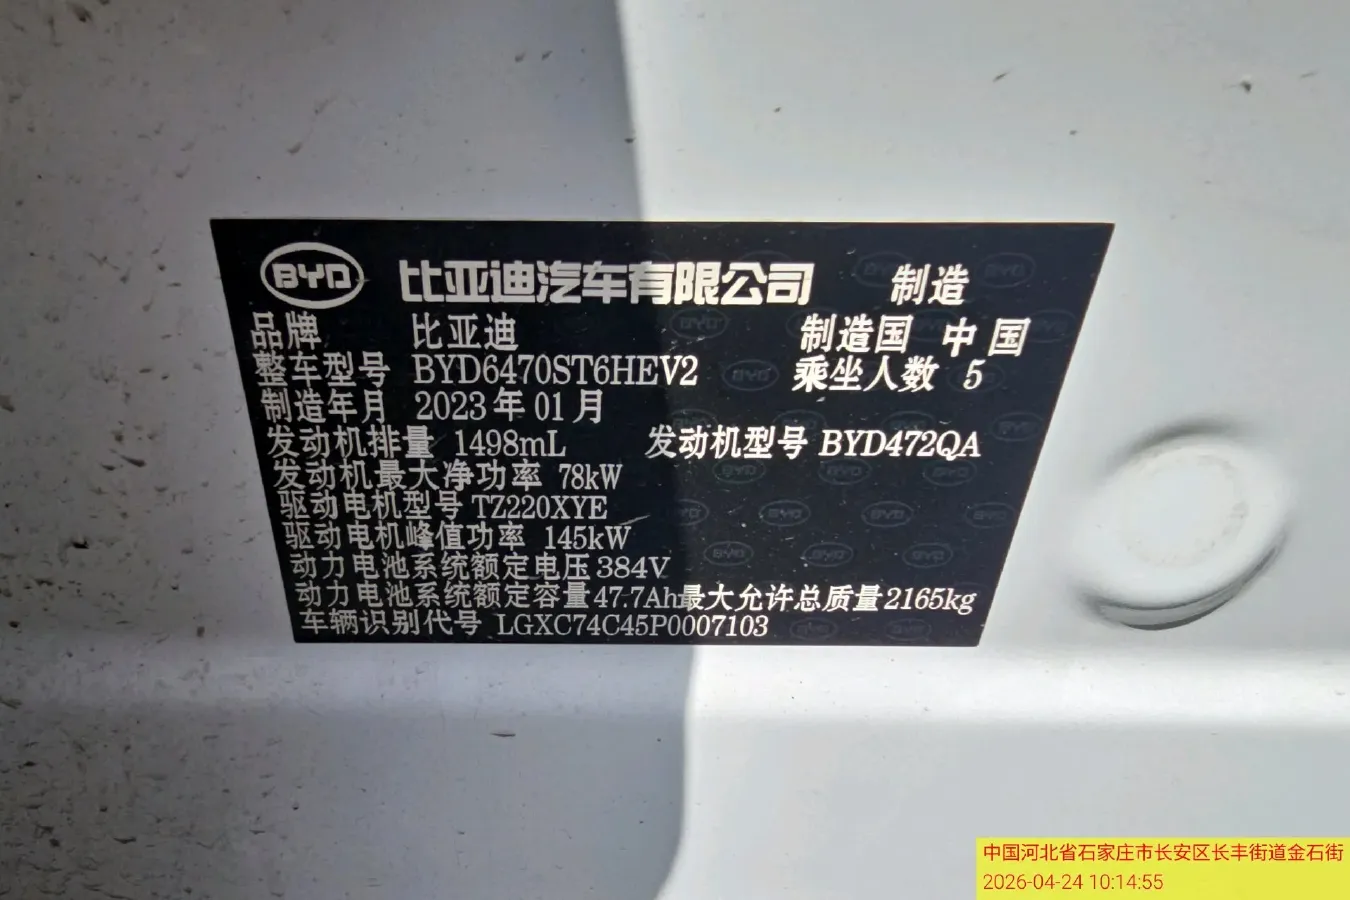 BYD 比亚迪汽车有限公司 制造
品牌 比亚迪 制造国 中国
整车型号 BYD6470ST6HEV2 乘坐人数 5
制造年月 2023年01月
发动机排量 1498mL 发动机型号 BYD472QA
发动机最大净功率 78kW
驱动电机型号 TZ220XYE
驱动电机峰值功率 145kW
动力电池系统额定电压 384V
动力电池系统额定容量 47.7Ah 最大允许总质量 2165kg
车辆识别代号 LGXC74C45P0007103
中国河北省石家庄市长安区长丰街道金石街
2026-04-24 10:14:55